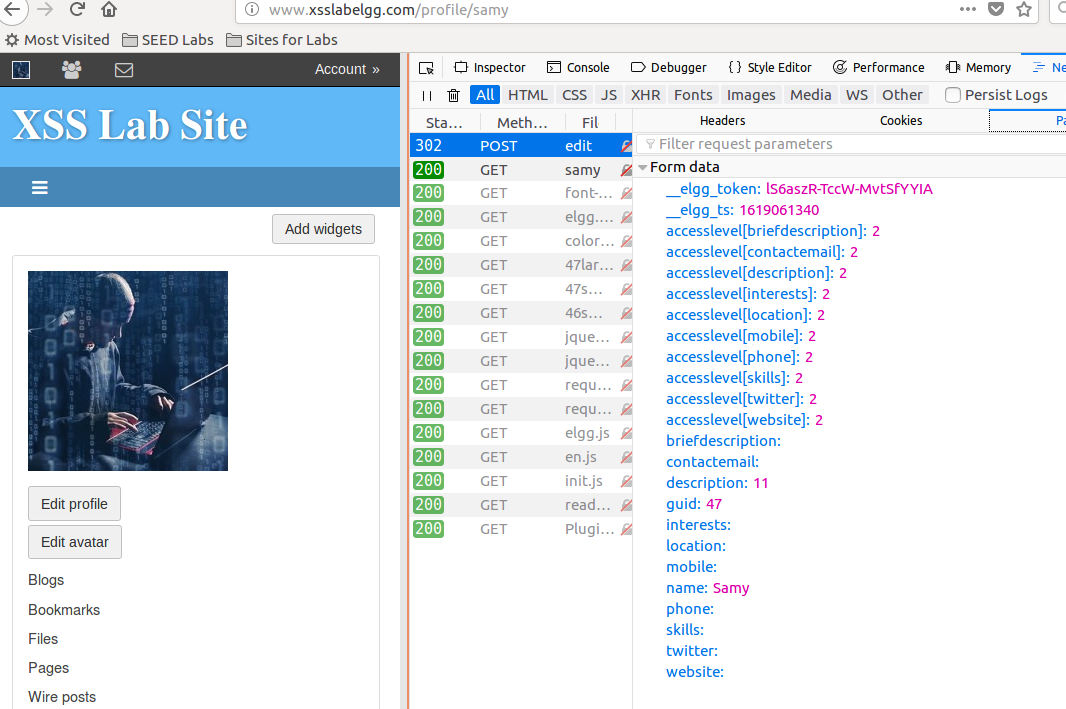 www.xsslabelgg.com/profile/samy
Most Visited SEED Labs Sites for Labs
Account »
XSS Lab Site
Add widgets
Edit profile
Edit avatar
Blogs
Bookmarks
Files
Pages
Wire posts
Inspector Console Debugger {} Style Editor Performance Memory Ne
All HTML CSS JS XHR Fonts Images Media WS Other Persist Logs
Sta... Meth... Fil
302 POST edit
200 GET samy
200 GET font-...
200 GET elgg....
200 GET color...
200 GET 47lar...
200 GET 47s...
200 GET 46s...
200 GET jque...
200 GET jque...
200 GET requ...
200 GET requ...
200 GET elgg.js
200 GET en.js
200 GET init.js
200 GET read...
200 GET Plugi...
Headers Cookies Pa
Filter request parameters
Form data
__elgg_token: lS6aszR-TccW-MvtSfYYIA
__elgg_ts: 1619061340
accesslevel[briefdescription]: 2
accesslevel[contactemail]: 2
accesslevel[description]: 2
accesslevel[interests]: 2
accesslevel[location]: 2
accesslevel[mobile]: 2
accesslevel[phone]: 2
accesslevel[skills]: 2
accesslevel[twitter]: 2
accesslevel[website]: 2
briefdescription:
contactemail:
description: 11
guid: 47
interests:
location:
mobile:
name: Samy
phone:
skills:
twitter:
website: